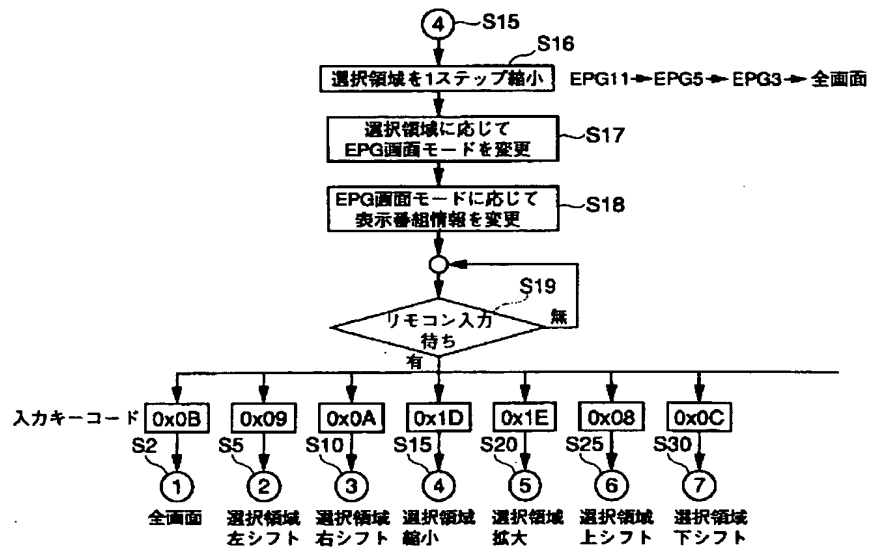 4 S15
S16
選択領域を1ステップ縮小 EPG11→EPG5→EPG3→全画面
選択領域に応じて
EPG画面モードを変更
S17
EPG画面モードに応じて
表示番組情報を変更
S18
S19
リモコン入力
待ち
無
有
入力キーコード 0x0B 0x09 0x0A 0x1D 0x1E 0x08 0x0C
S2 S5 S10 S15 S20 S25 S30
1 2 3 4 5 6 7
全画面 選択領域 選択領域 選択領域 選択領域 選択領域 選択領域
左シフト 右シフト 縮小 拡大 上シフト 下シフト